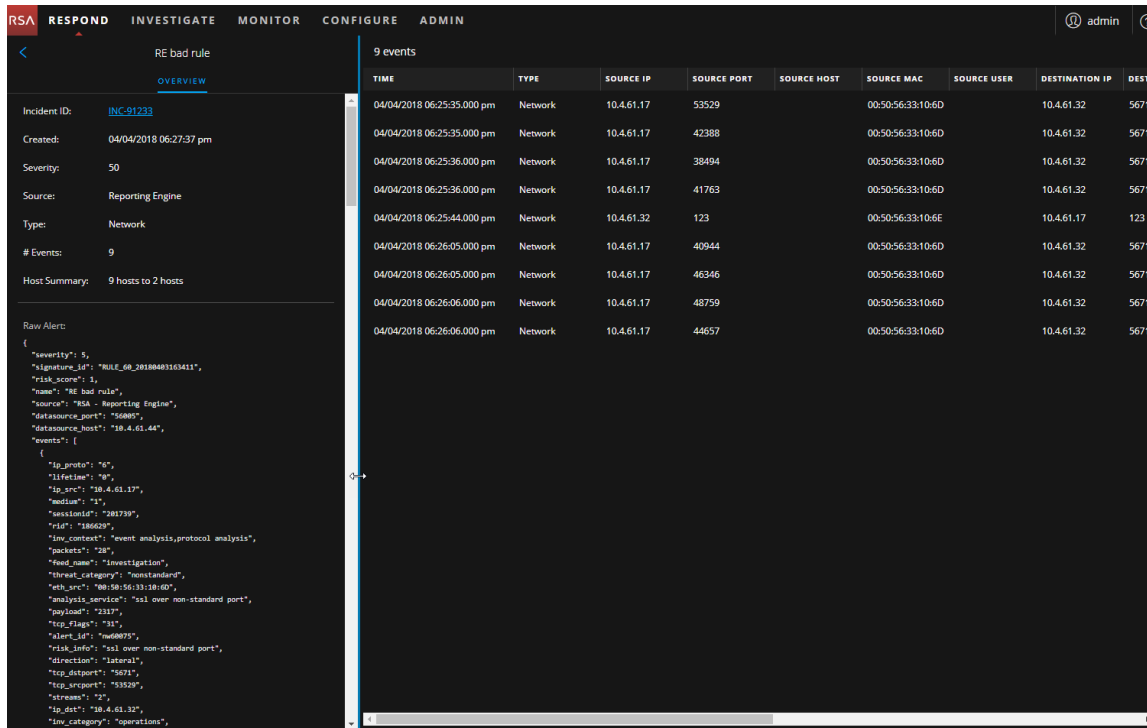 RSA RESPOND INVESTIGATE MONITOR CONFIGURE ADMIN admin
RE bad rule
OVERVIEW
Incident ID: INC-91233
Created: 04/04/2018 06:27:37 pm
Severity: 50
Source: Reporting Engine
Type: Network
# Events: 9
Host Summary: 9 hosts to 2 hosts
Raw Alert:
{
"severity": 5,
"signature_id": "RULE_60_20180403163411",
"risk_score": 1,
"name": "RE bad rule",
"source": "RSA - Reporting Engine",
"datasource_port": "56005",
"datasource_host": "10.4.61.44",
"events": [
{
"ip_proto": "6",
"lifetime": "0",
"ip_src": "10.4.61.17",
"medium": "1",
"sessionid": "201739",
"rid": "186629",
"inv_context": "event analysis,protocol analysis",
"packets": "28",
"feed_name": "investigation",
"threat_category": "nonstandard",
"eth_src": "00:50:56:33:10:6D",
"analysis_service": "ssl over non-standard port",
"payload": "2317",
"tcp_flags": "31",
"alert_id": "nw60075",
"risk_info": "ssl over non-standard port",
"direction": "lateral",
"tcp_dstport": "5671",
"tcp_srcport": "53529",
"streams": "2",
"ip_dst": "10.4.61.32",
"inv_category": "operations",
9 events
TIME TYPE SOURCE IP SOURCE PORT SOURCE HOST SOURCE MAC SOURCE USER DESTINATION IP DEST
04/04/2018 06:25:35.000 pm Network 10.4.61.17 53529 00:50:56:33:10:6D 10.4.61.32 5671
04/04/2018 06:25:35.000 pm Network 10.4.61.17 42388 00:50:56:33:10:6D 10.4.61.32 5671
04/04/2018 06:25:36.000 pm Network 10.4.61.17 38494 00:50:56:33:10:6D 10.4.61.32 5671
04/04/2018 06:25:36.000 pm Network 10.4.61.17 41763 00:50:56:33:10:6D 10.4.61.32 5671
04/04/2018 06:25:44.000 pm Network 10.4.61.32 123 00:50:56:33:10:6E 10.4.61.17 123
04/04/2018 06:26:05.000 pm Network 10.4.61.17 40944 00:50:56:33:10:6D 10.4.61.32 5671
04/04/2018 06:26:05.000 pm Network 10.4.61.17 46346 00:50:56:33:10:6D 10.4.61.32 5671
04/04/2018 06:26:06.000 pm Network 10.4.61.17 48759 00:50:56:33:10:6D 10.4.61.32 5671
04/04/2018 06:26:06.000 pm Network 10.4.61.17 44657 00:50:56:33:10:6D 10.4.61.32 5671